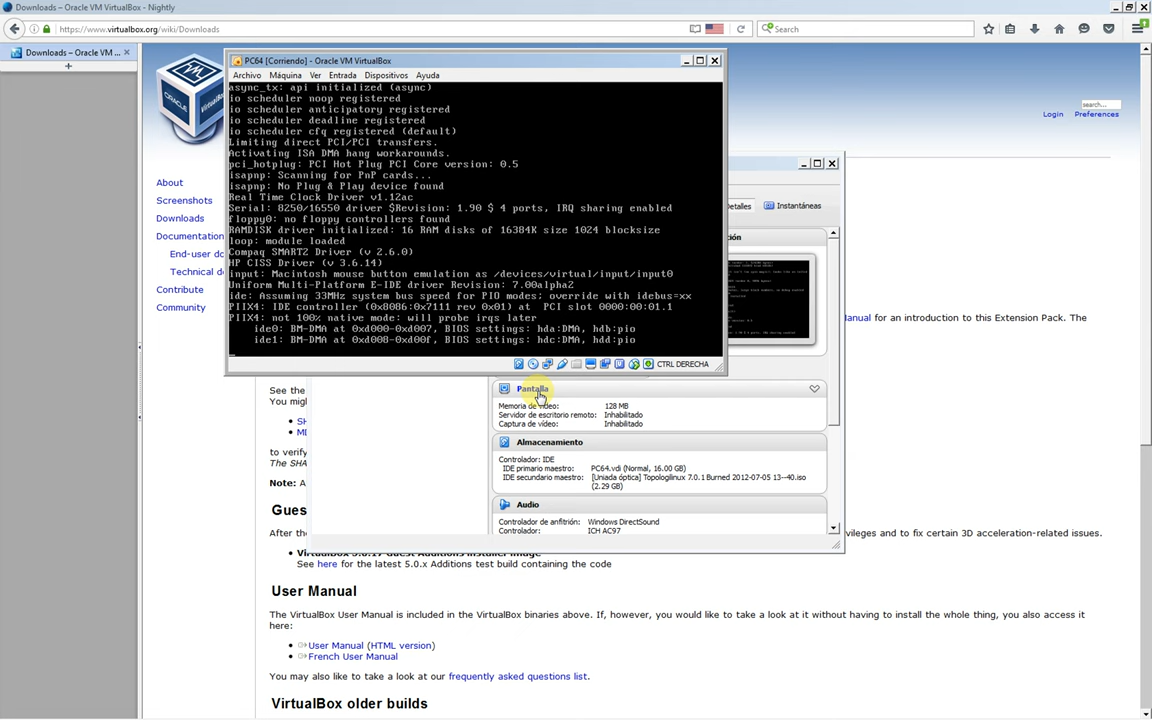 Downloads – Oracle VM VirtualBox - Nightly
https://www.virtualbox.org/wiki/Downloads
Search
Downloads – Oracle VM ...
search...
Login Preferences
About
Screenshots
Downloads
Documentation
End-user do
Technical d
Contribute
Community
PC64 [Corriendo] - Oracle VM VirtualBox
Archivo Máquina Ver Entrada Dispositivos Ayuda
async_tx: api initialized (async)
io scheduler noop registered
io scheduler anticipatory registered
io scheduler deadline registered
io scheduler cfq registered (default)
Limiting direct PCI/PCI transfers.
Activating ISA DMA hang workarounds.
pci_hotplug: PCI Hot Plug PCI Core version: 0.5
isapnp: Scanning for PnP cards...
isapnp: No Plug & Play device found
Real Time Clock Driver v1.12ac
Serial: 8250/16550 driver $Revision: 1.90 $ 4 ports, IRQ sharing enabled
floppy0: no floppy controllers found
RAMDISK driver initialized: 16 RAM disks of 16384K size 1024 blocksize
loop: module loaded
Compaq SMART2 Driver (v 2.6.0)
HP CISS Driver (v 3.6.14)
input: Macintosh mouse button emulation as /devices/virtual/input/input0
Uniform Multi-Platform E-IDE driver Revision: 7.00alpha2
ide: Assuming 33MHz system bus speed for PIO modes; override with idebus=xx
PIIX4: IDE controller (0x8086:0x7111 rev 0x01) at PCI slot 0000:00:01.1
PIIX4: not 100% native mode: will probe irqs later
ide0: BM-DMA at 0xd000-0xd007, BIOS settings: hda:DMA, hdb:pio
ide1: BM-DMA at 0xd008-0xd00f, BIOS settings: hdc:DMA, hdd:pio
CTRL DERECHA
Detalles Instantáneas
ción
Pantalla
Memoria de vídeo: 128 MB
Servidor de escritorio remoto: Inhabilitado
Captura de vídeo: Inhabilitado
Almacenamiento
Controlador: IDE
IDE primario maestro: PC64.vdi (Normal, 16.00 GB)
IDE secundario maestro: [Uniada óptica] Topologilinux 7.0.1 Burned 2012-07-05 13--40.iso
(2.29 GB)
Audio
Controlador de anfitrión: Windows DirectSound
Controlador: ICH AC97
Manual for an introduction to this Extension Pack. The
See the
You migh
SH
MD
to verify
The SHA
Note: A
Gues
After the
vileges and to fix certain 3D acceleration-related issues.
See here for the latest 5.0.x Additions test build containing the code
User Manual
The VirtualBox User Manual is included in the VirtualBox binaries above. If, however, you would like to take a look at it without having to install the whole thing, you also access it
here:
User Manual (HTML version)
French User Manual
You may also like to take a look at our frequently asked questions list.
VirtualBox older builds